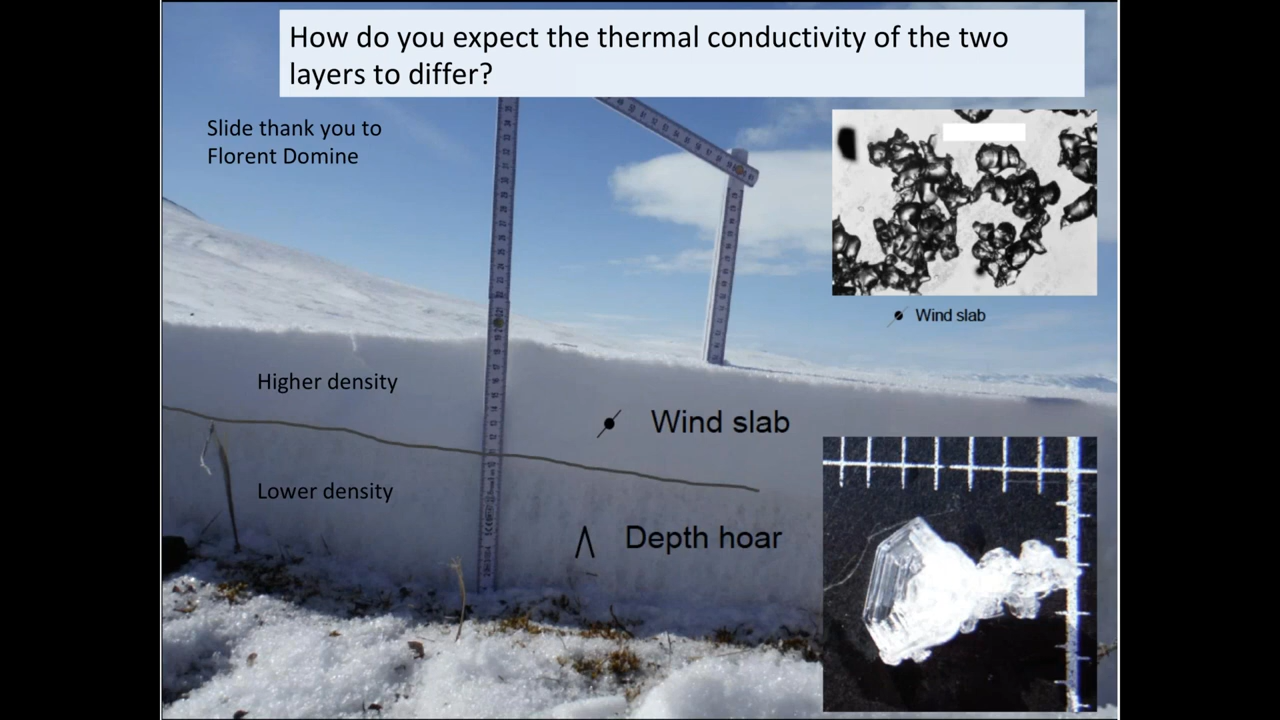 How do you expect the thermal conductivity of the two
layers to differ?
Slide thank you to
Florent Domine
Wind slab
Higher density
Wind slab
Lower density
Depth hoar